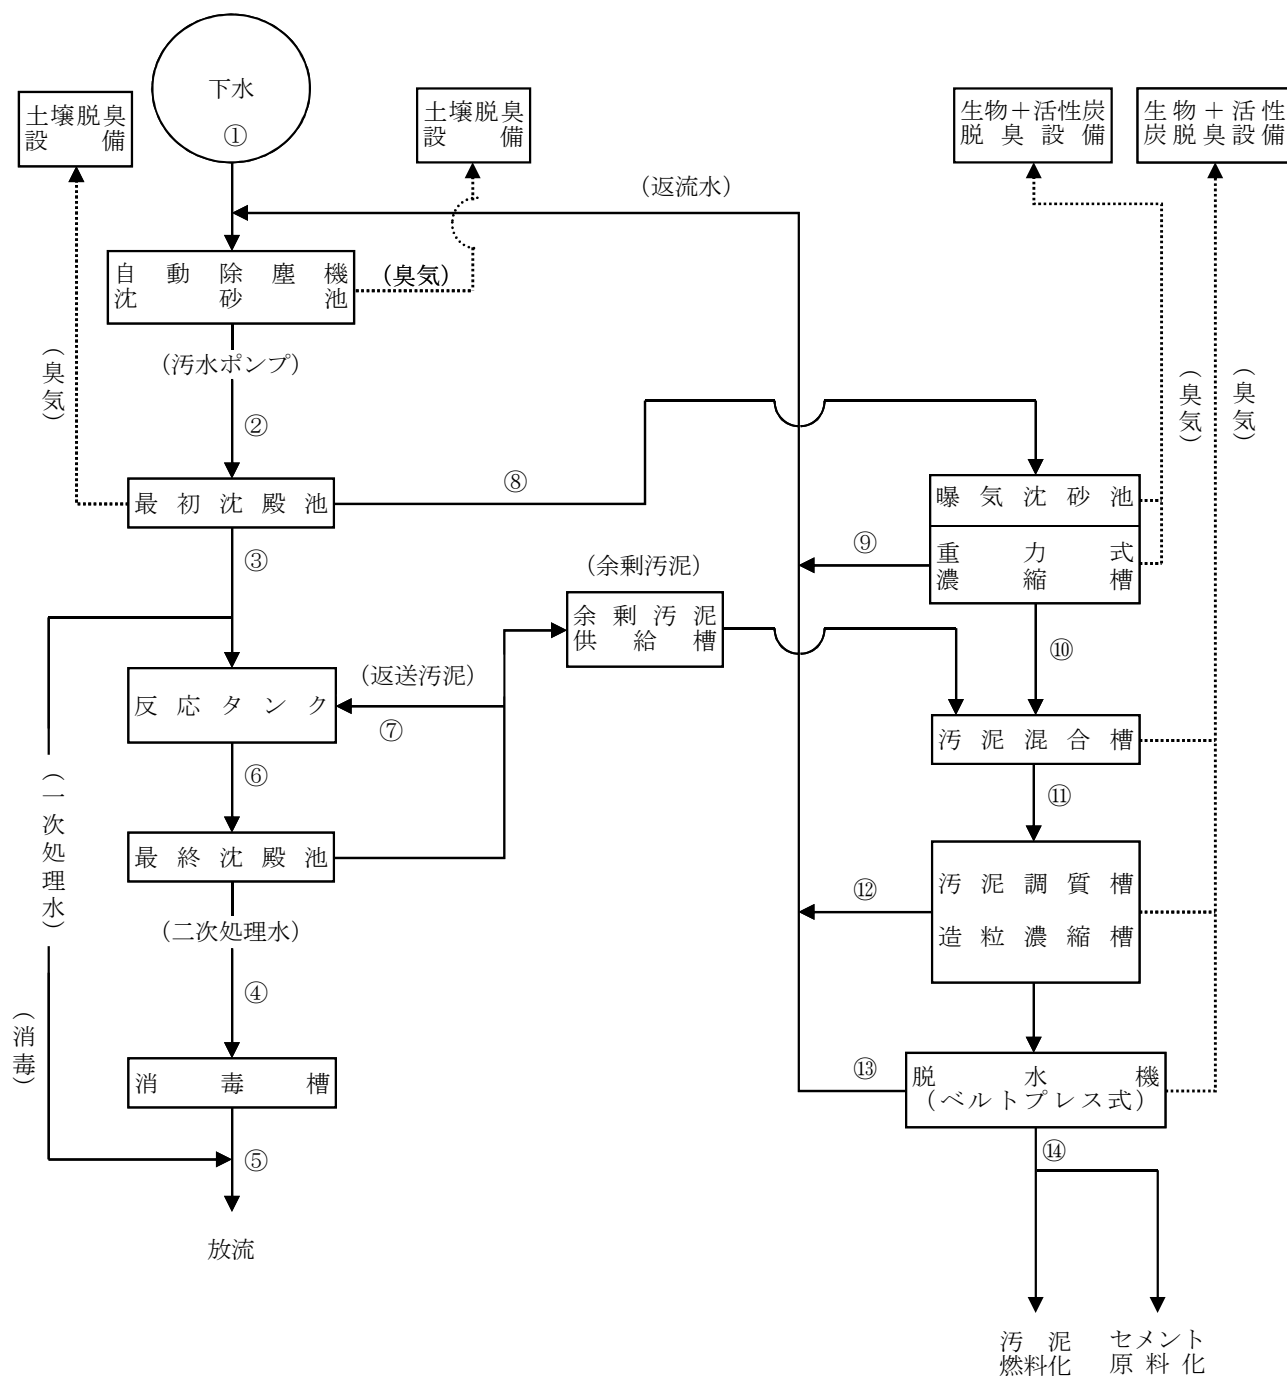 下水
①
土壌脱臭
設備
土壌脱臭
設備
生物＋活性炭
脱臭設備
生物＋活性
炭脱臭設備
（返流水）
自動除塵機
沈砂池
（臭気）
（汚水ポンプ）
（臭気）
（臭気）
（臭気）
②
最初沈殿池
⑧
曝気沈砂池
③
⑨
重力式
濃縮槽
（余剰汚泥）
余剰汚泥
供給槽
⑩
（返送汚泥）
反応タンク
⑦
汚泥混合槽
⑥
⑪
（一次処理水）
最終沈殿池
汚泥調質槽
⑫
造粒濃縮槽
（二次処理水）
④
（消毒）
消毒槽
⑬
脱水機
（ベルトプレス式）
⑤
⑭
放流
汚泥
燃料化
セメント
原料化